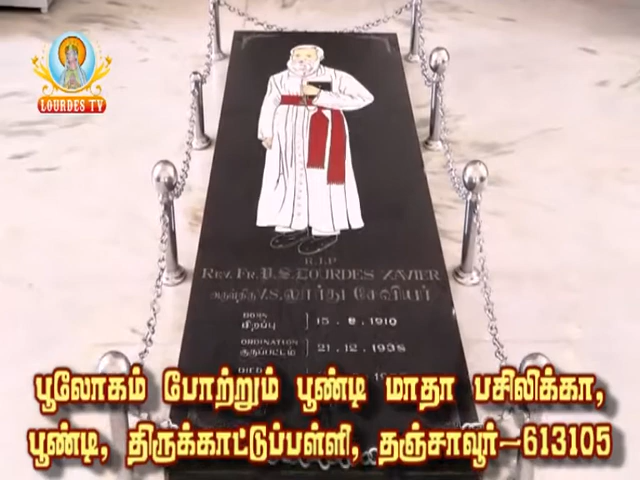 LOURDES TV
R.I.P
REV. FR. V.S. LOURDES XAVIER
அருள்திரு V.S. லூர்து சேவியர்
BORN
பிறப்பு 15 . 8 . 1910
ORDINATION
குருப்பட்டம் 21 . 12 . 1938
DIED
பூலோகம் போற்றும் பூண்டி மாதா பசிலிக்கா,
பூண்டி, திருக்காட்டுப்பள்ளி, தஞ்சாவூர்-613105